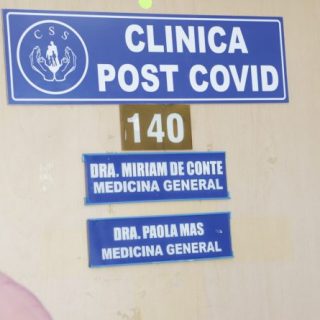 CSS
CLINICA
POST COVID
140
DRA. MIRIAM DE CONTE
MEDICINA GENERAL
DRA. PAOLA MAS
MEDICINA GENERAL